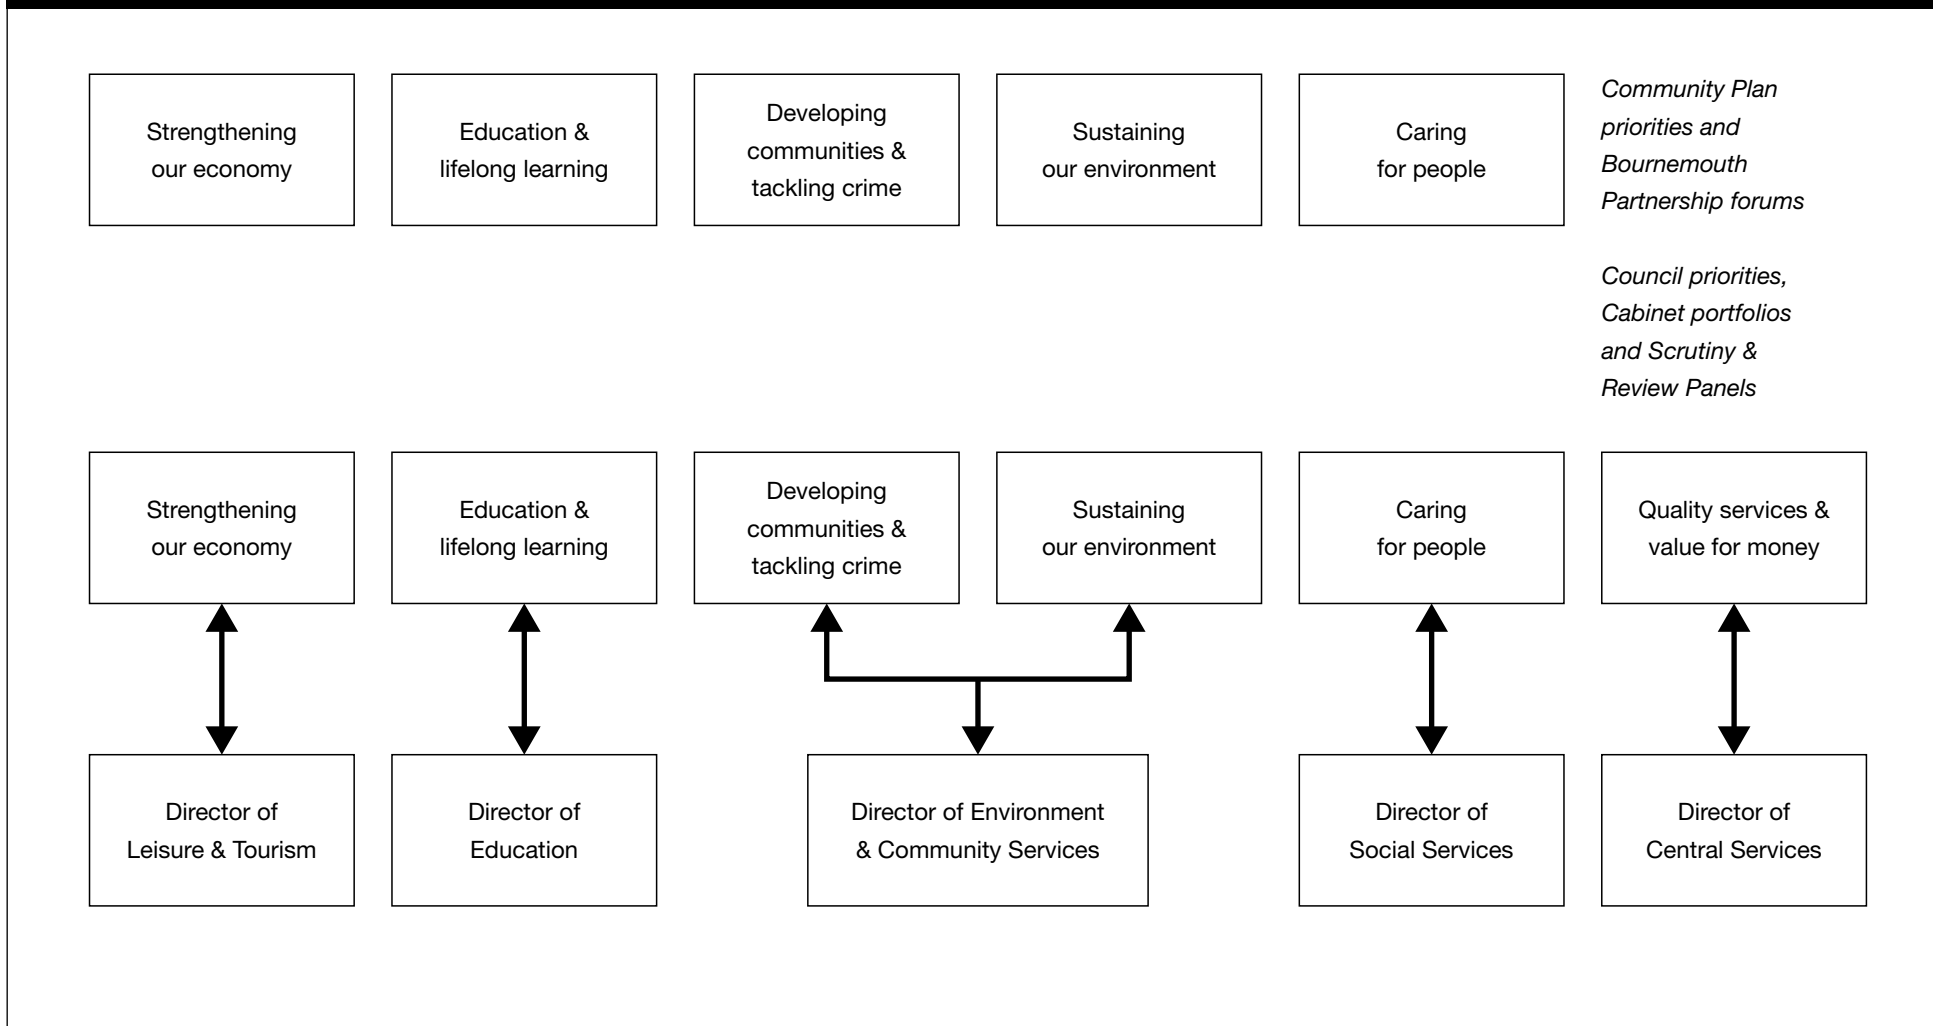 Strengthening
our economy
Education &
lifelong learning
Developing
communities &
tackling crime
Sustaining
our environment
Caring
for people
Community Plan
priorities and
Bournemouth
Partnership forums
Council priorities,
Cabinet portfolios
and Scrutiny &
Review Panels
Strengthening
our economy
Education &
lifelong learning
Developing
communities &
tackling crime
Sustaining
our environment
Caring
for people
Quality services &
value for money
Director of
Leisure & Tourism
Director of
Education
Director of Environment
& Community Services
Director of
Social Services
Director of
Central Services